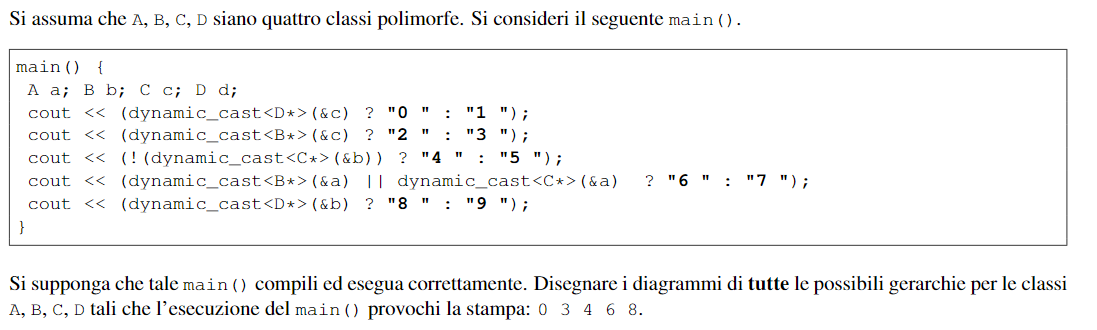 Si assuma che A, B, C, D siano quattro classi polimorfe. Si consideri il seguente main().
main() {
A a; B b; C c; D d;
cout << (dynamic_cast<D*>(&c) ? "0 " : "1 ");
cout << (dynamic_cast<B*>(&c) ? "2 " : "3 ");
cout << (!(dynamic_cast<C*>(&b)) ? "4 " : "5 ");
cout << (dynamic_cast<B*>(&a) || dynamic_cast<C*>(&a) ? "6 " : "7 ");
cout << (dynamic_cast<D*>(&b) ? "8 " : "9 ");
}
Si supponga che tale main() compili ed esegua correttamente. Disegnare i diagrammi di tutte le possibili gerarchie per le classi
A, B, C, D tali che l'esecuzione del main() provochi la stampa: 0 3 4 6 8.